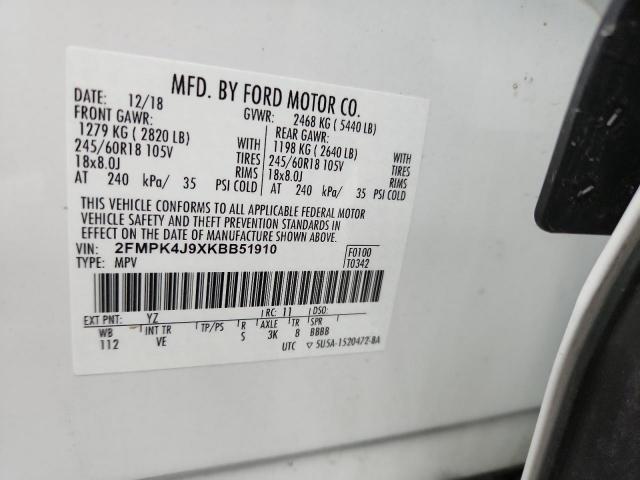 MFD. BY FORD MOTOR CO.
DATE: 12/18 GVWR: 2468 KG ( 5440 LB)
FRONT GAWR: REAR GAWR:
1279 KG ( 2820 LB) WITH 1198 KG ( 2640 LB) WITH
245/60R18 105V TIRES 245/60R18 105V TIRES
18x8.0J RIMS 18x8.0J RIMS
AT 240 kPa/ 35 PSI COLD AT 240 kPa/ 35 PSI COLD
THIS VEHICLE CONFORMS TO ALL APPLICABLE FEDERAL MOTOR
VEHICLE SAFETY AND THEFT PREVENTION STANDARDS IN
EFFECT ON THE DATE OF MANUFACTURE SHOWN ABOVE.
VIN: 2FMPK4J9XKBB51910 F0100
TYPE: MPV T0342
EXT PNT: YZ RC: 11 DSO:
WB INT TR TP/PS R AXLE TR SPR
112 VE S 3K 8 BBBB
UTC ▽ 5U5A-1520472-BA